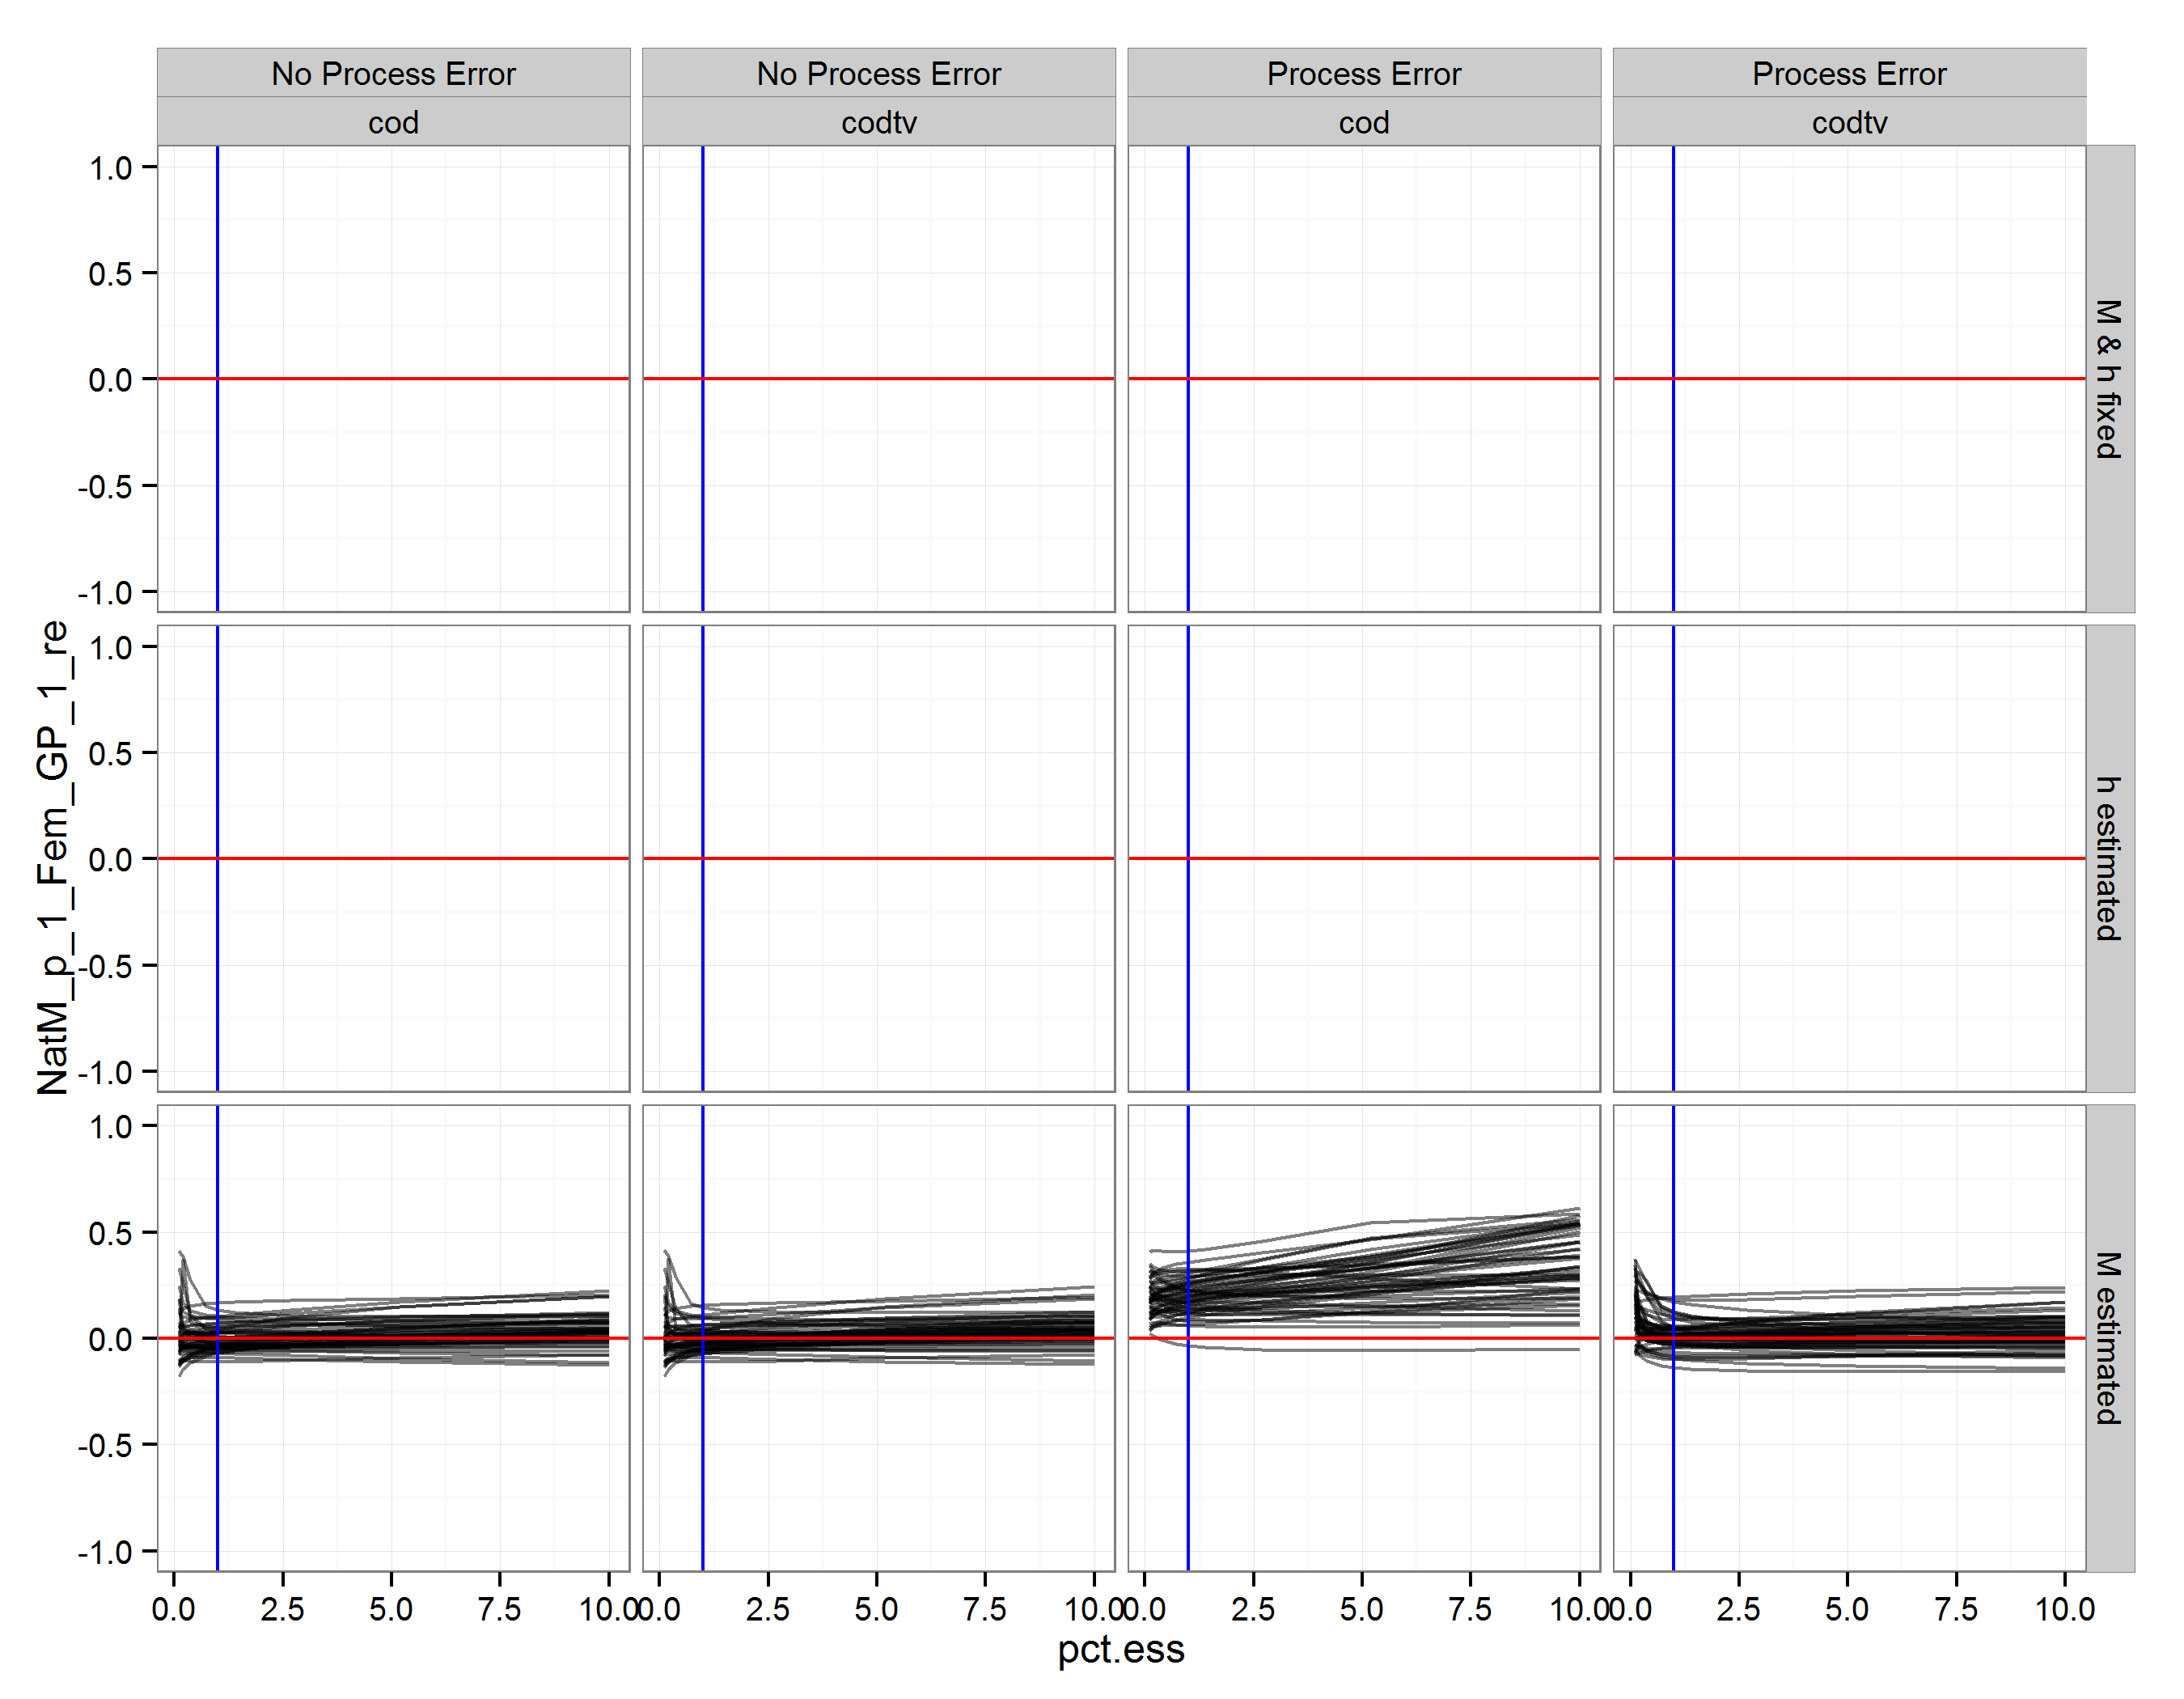 No Process Error No Process Error Process Error Process Error
cod codtv cod codtv
1.0
0.5
0.0
-0.5
-1.0
M & h fixed
1.0
0.5
0.0
-0.5
-1.0
h estimated
1.0
0.5
0.0
-0.5
-1.0
M estimated
NatM_p_1_Fem_GP_1_re
0.0 2.5 5.0 7.5 10.0 0.0 2.5 5.0 7.5 10.0 0.0 2.5 5.0 7.5 10.0 0.0 2.5 5.0 7.5 10.0
pct.ess